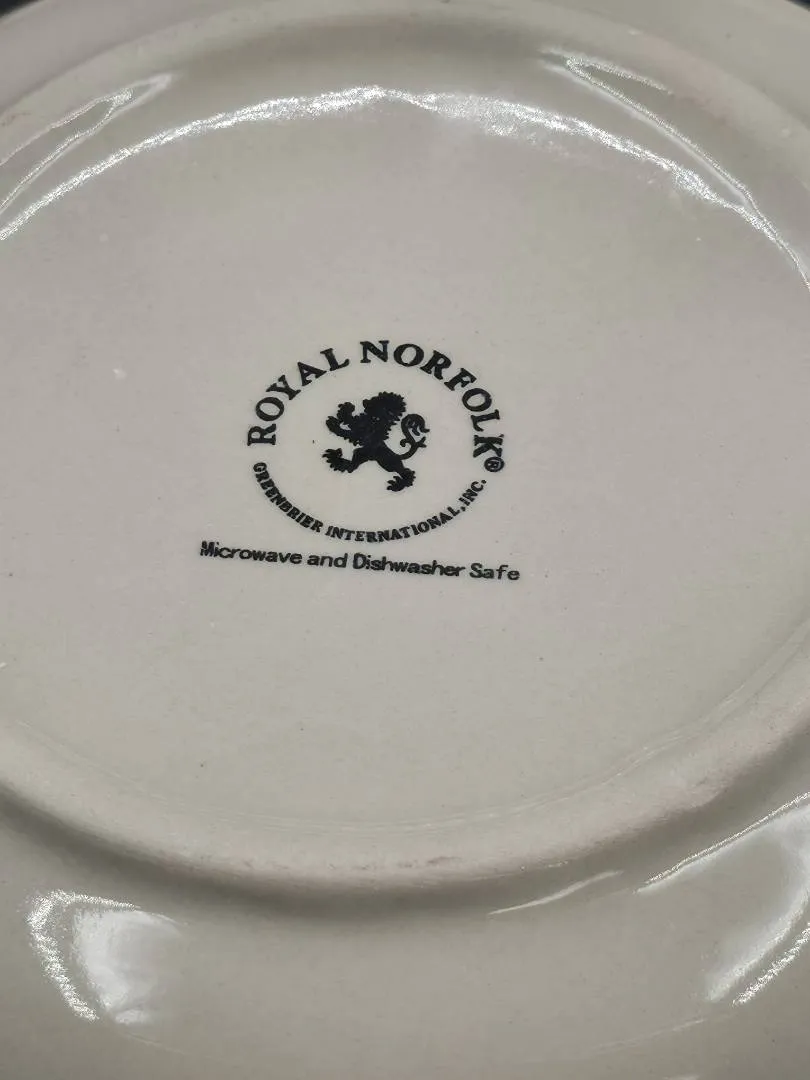 ROYAL NORFOLK®
GREENBRIER INTERNATIONAL, INC.
Microwave and Dishwasher Safe